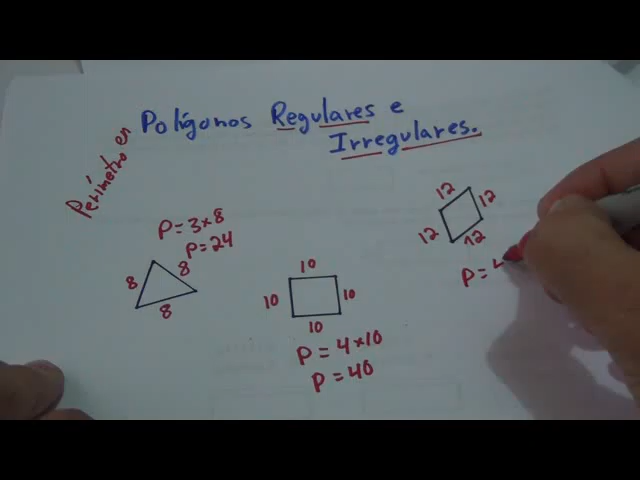 Perímetro en
Polígonos Regulares e
Irregulares.
P=3×8
P=24
8
8
8
10
10
10
10
P=4×10
P=40
12
12
12
12
P=4